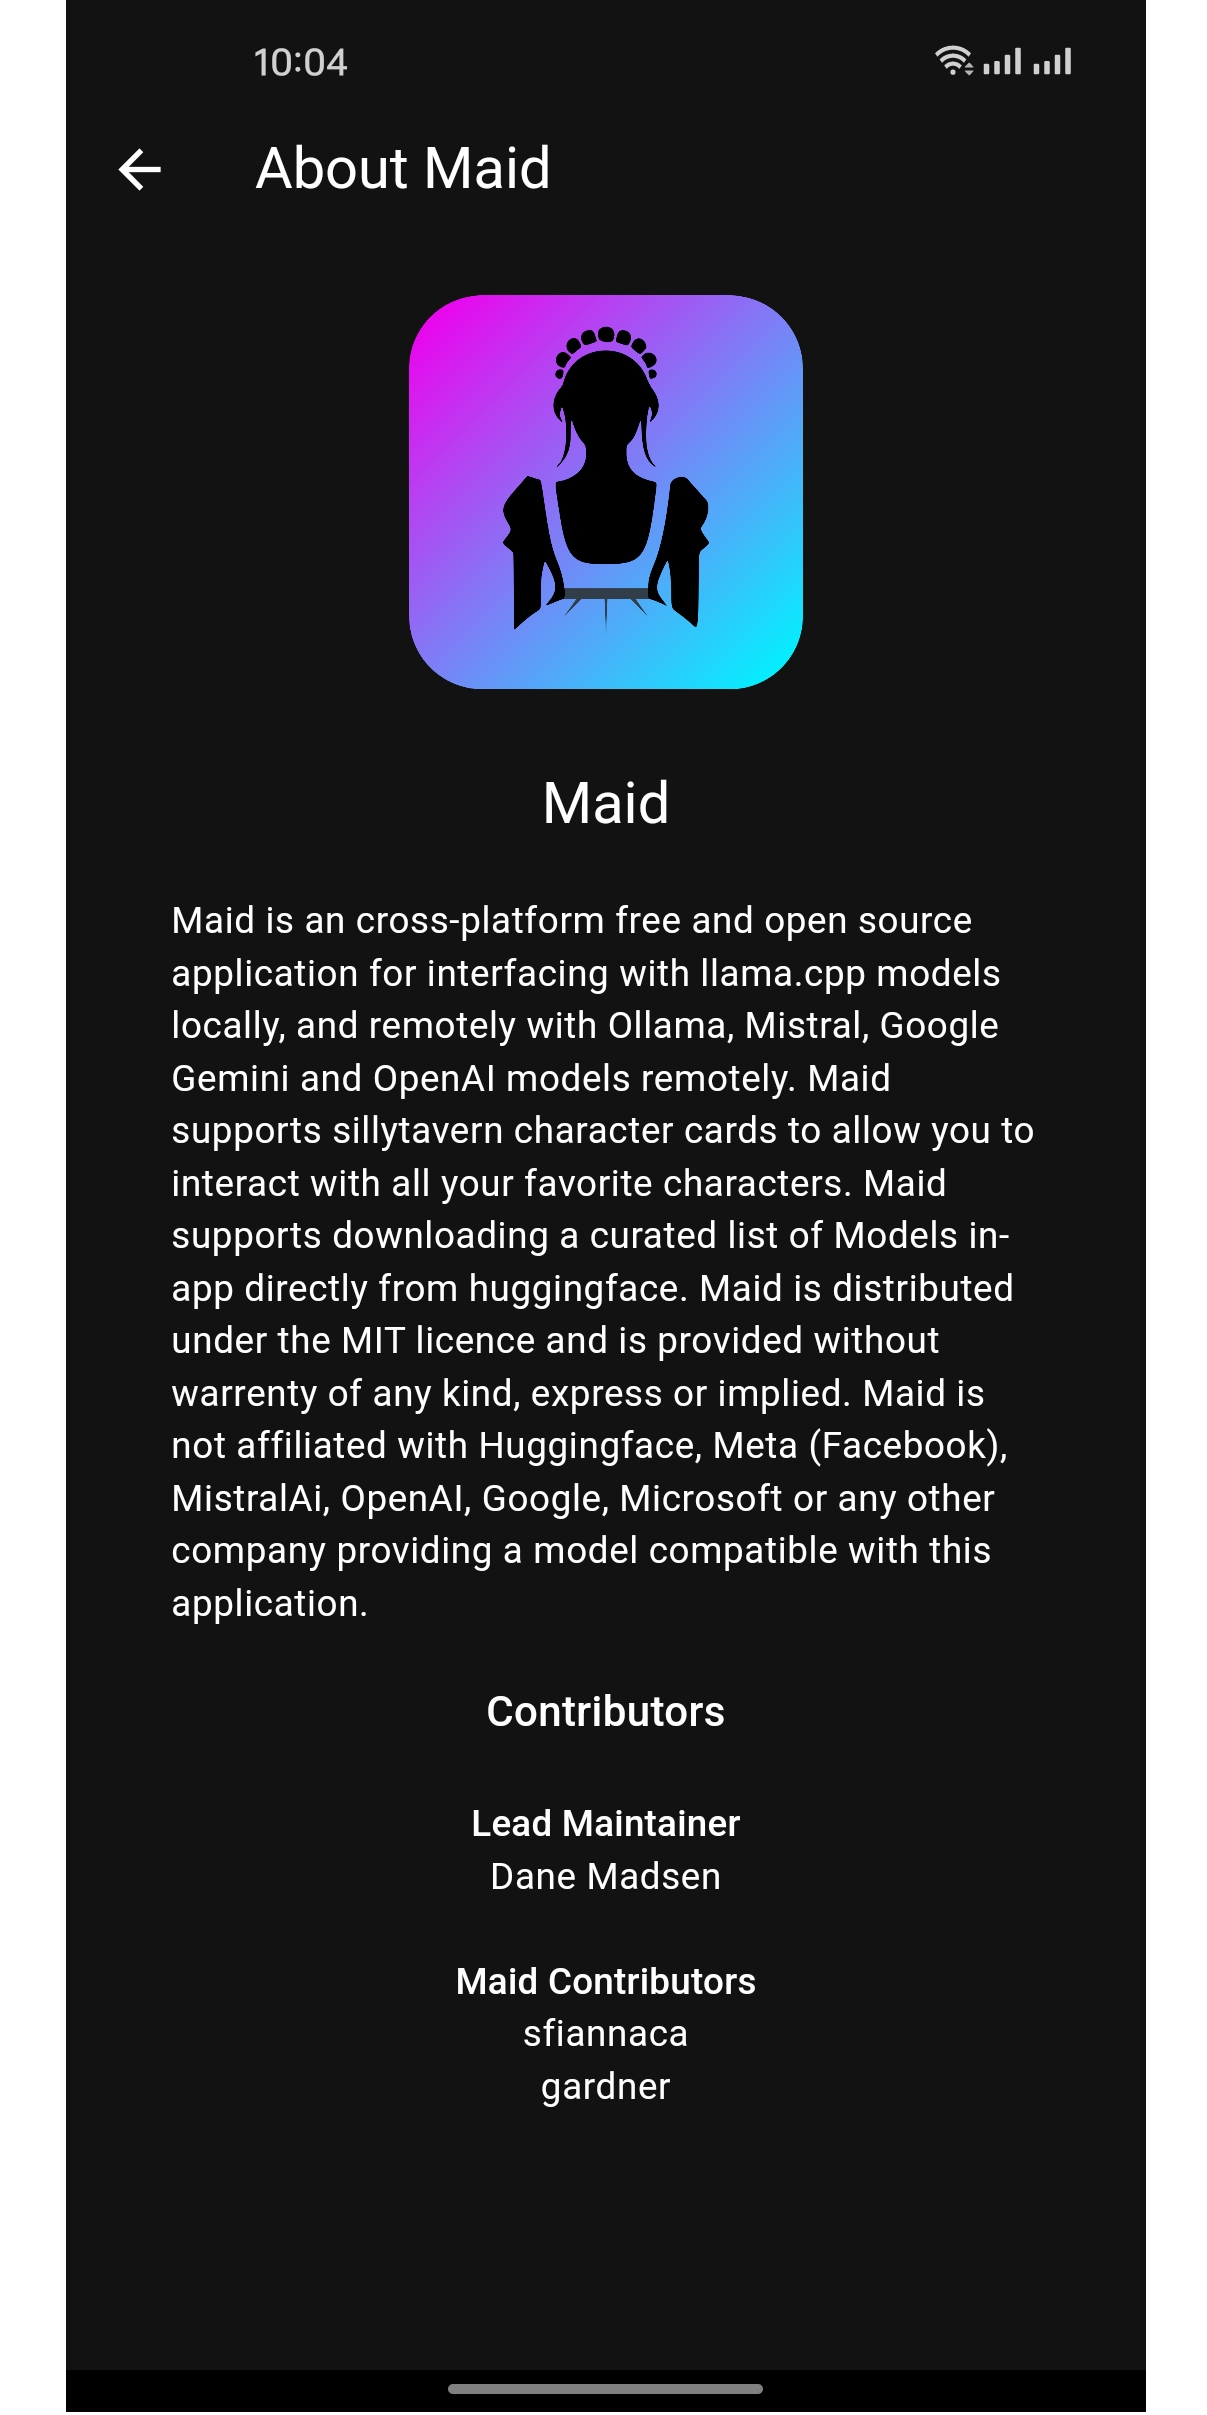 10:04
About Maid
Maid
Maid is an cross-platform free and open source
application for interfacing with llama.cpp models
locally, and remotely with Ollama, Mistral, Google
Gemini and OpenAI models remotely. Maid
supports sillytavern character cards to allow you to
interact with all your favorite characters. Maid
supports downloading a curated list of Models in-
app directly from huggingface. Maid is distributed
under the MIT licence and is provided without
warrenty of any kind, express or implied. Maid is
not affiliated with Huggingface, Meta (Facebook),
MistralAi, OpenAI, Google, Microsoft or any other
company providing a model compatible with this
application.
Contributors
Lead Maintainer
Dane Madsen
Maid Contributors
sfiannaca
gardner